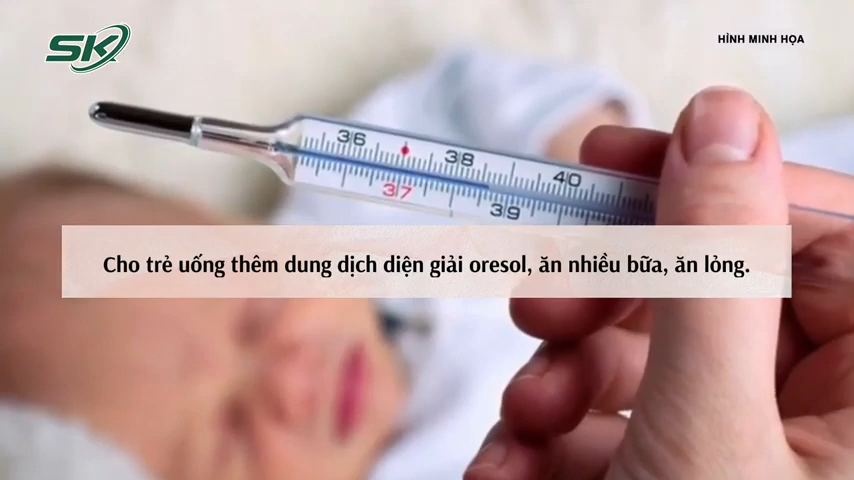 SK
HÌNH MINH HỌA
36
38
40
37
39
Cho trẻ uống thêm dung dịch diện giải oresol, ăn nhiều bữa, ăn lỏng.